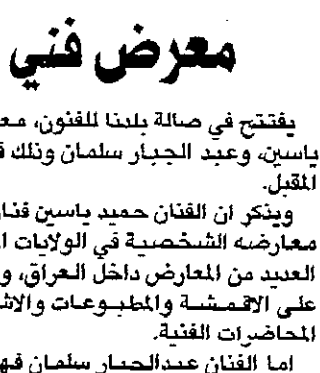 معرض فني
يفتتح في صالة بلدنا للفنون، معـ
ياسين، وعبد الجبار سلمان وذلك
المقبل.
ويذكر ان الفنان حميد ياسين
معارضه الشخصية في الولايات
العديد من المعارض داخل العراق، و
على الاقمشة والمطبوعات والاشـ
المحاضرات الفنية.
اما الفنان عبدالجبار سلمان فهـ